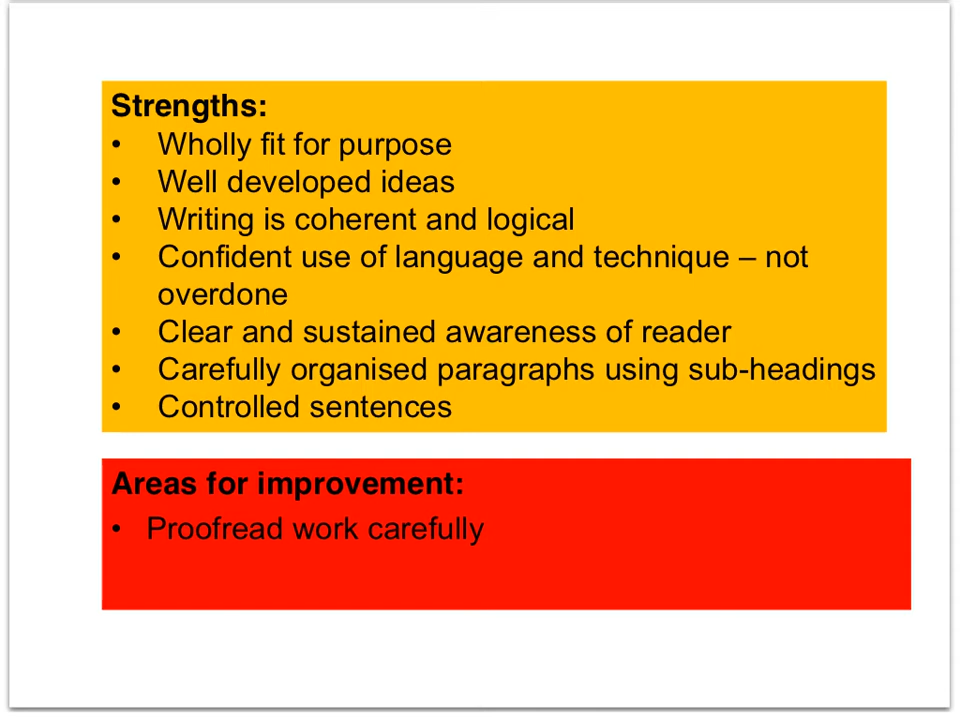 Strengths:
• Wholly fit for purpose
• Well developed ideas
• Writing is coherent and logical
• Confident use of language and technique – not
overdone
• Clear and sustained awareness of reader
• Carefully organised paragraphs using sub-headings
• Controlled sentences
Areas for improvement:
• Proofread work carefully